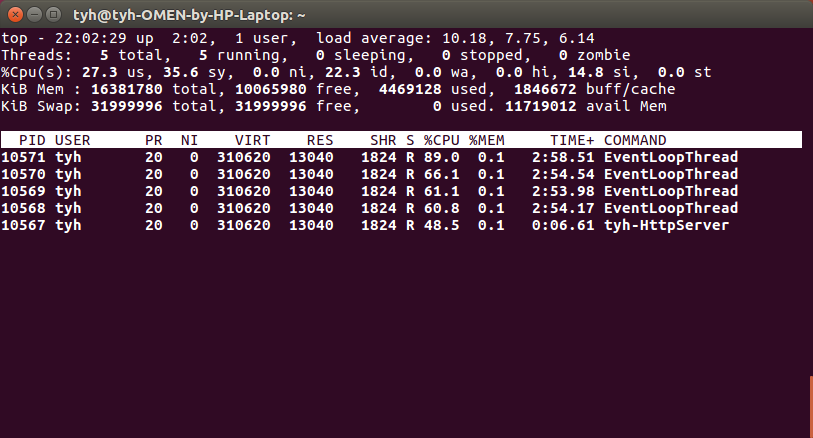 tyh@tyh-OMEN-by-HP-Laptop: ~
top - 22:02:29 up  2:02,  1 user,  load average: 10.18, 7.75, 6.14
Threads:   5 total,   5 running,   0 sleeping,   0 stopped,   0 zombie
%Cpu(s): 27.3 us, 35.6 sy,  0.0 ni, 22.3 id,  0.0 wa,  0.0 hi, 14.8 si,  0.0 st
KiB Mem : 16381780 total, 10065980 free,  4469128 used,  1846672 buff/cache
KiB Swap: 31999996 total, 31999996 free,        0 used. 11719012 avail Mem
  PID USER      PR  NI    VIRT    RES    SHR S %CPU %MEM     TIME+ COMMAND
10571 tyh       20   0  310620  13040   1824 R 89.0  0.1   2:58.51 EventLoopThread
10570 tyh       20   0  310620  13040   1824 R 66.1  0.1   2:54.54 EventLoopThread
10569 tyh       20   0  310620  13040   1824 R 61.1  0.1   2:53.98 EventLoopThread
10568 tyh       20   0  310620  13040   1824 R 60.8  0.1   2:54.17 EventLoopThread
10567 tyh       20   0  310620  13040   1824 R 48.5  0.1   0:06.61 tyh-HttpServer